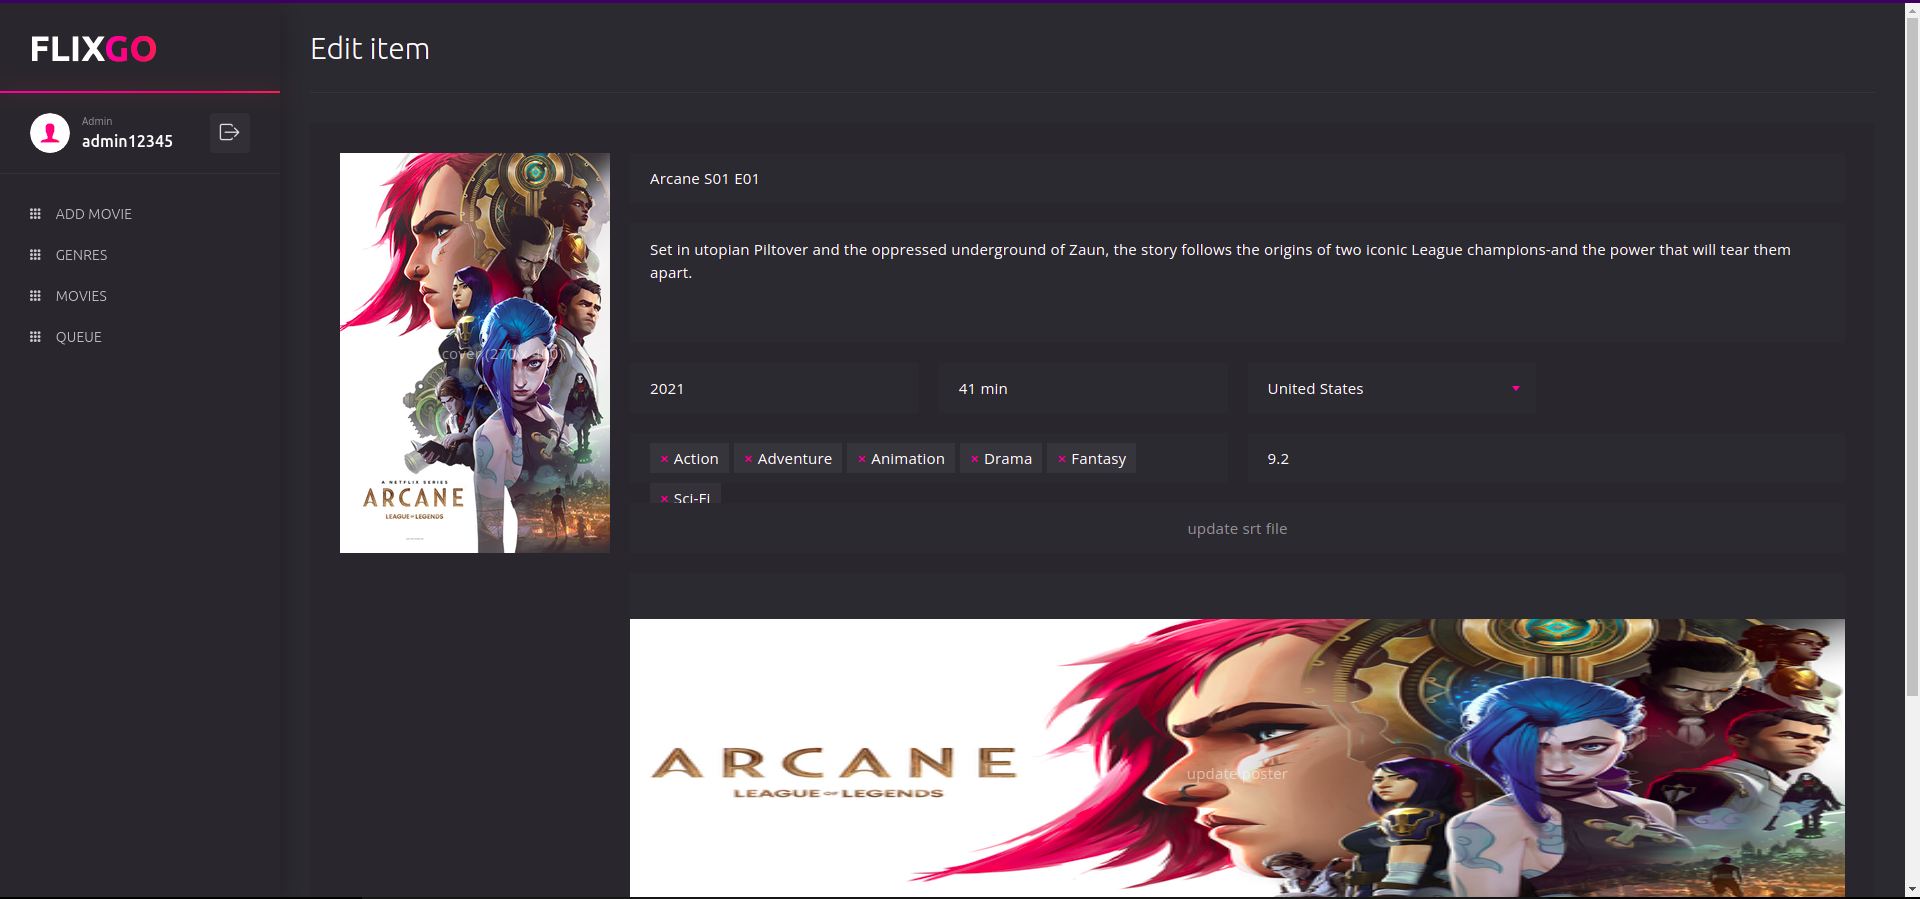 FLIXGO
Edit item
Admin
admin12345
ADD MOVIE
GENRES
MOVIES
QUEUE
cover (270 x 400)
A NETFLIX SERIES
ARCANE
LEAGUE OF LEGENDS
Arcane S01 E01
Set in utopian Piltover and the oppressed underground of Zaun, the story follows the origins of two iconic League champions-and the power that will tear them
apart.
2021
41 min
United States
× Action × Adventure × Animation × Drama × Fantasy
× Sci-Fi
9.2
update srt file
ARCANE
LEAGUE OF LEGENDS
update poster